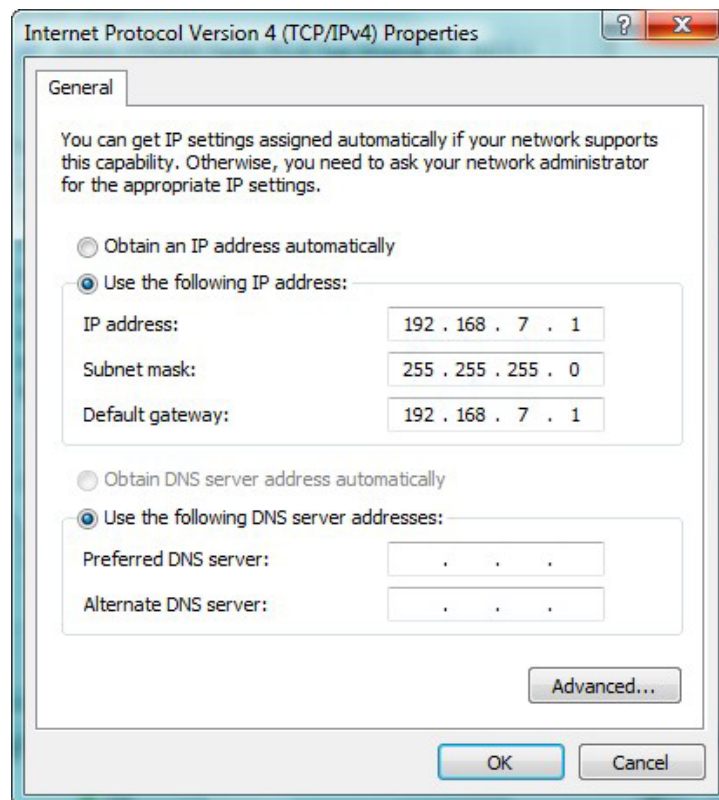 Internet Protocol Version 4 (TCP/IPv4) Properties
? X
General
You can get IP settings assigned automatically if your network supports
this capability. Otherwise, you need to ask your network administrator
for the appropriate IP settings.
Obtain an IP address automatically
Use the following IP address:
IP address: 192 . 168 . 7 . 1
Subnet mask: 255 . 255 . 255 . 0
Default gateway: 192 . 168 . 7 . 1
Obtain DNS server address automatically
Use the following DNS server addresses:
Preferred DNS server: . . .
Alternate DNS server: . . .
Advanced...
OK Cancel